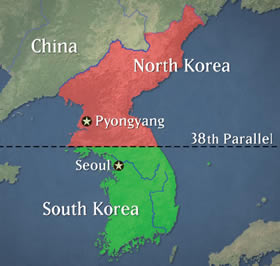 China
North Korea
Pyongyang
38th Parallel
Seoul
South Korea